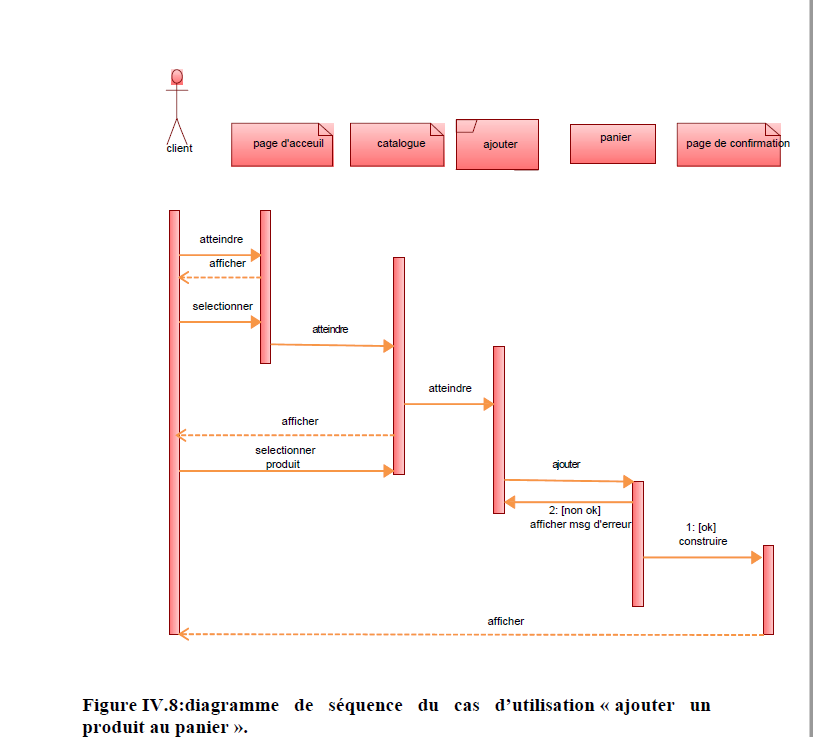 client
page d'acceuil
catalogue
ajouter
panier
page de confirmation
atteindre
afficher
selectionner
atteindre
atteindre
afficher
selectionner
produit
ajouter
2: [non ok]
afficher msg d'erreur
1: [ok]
construire
afficher
Figure IV.8:diagramme de séquence du cas d'utilisation « ajouter un
produit au panier ».